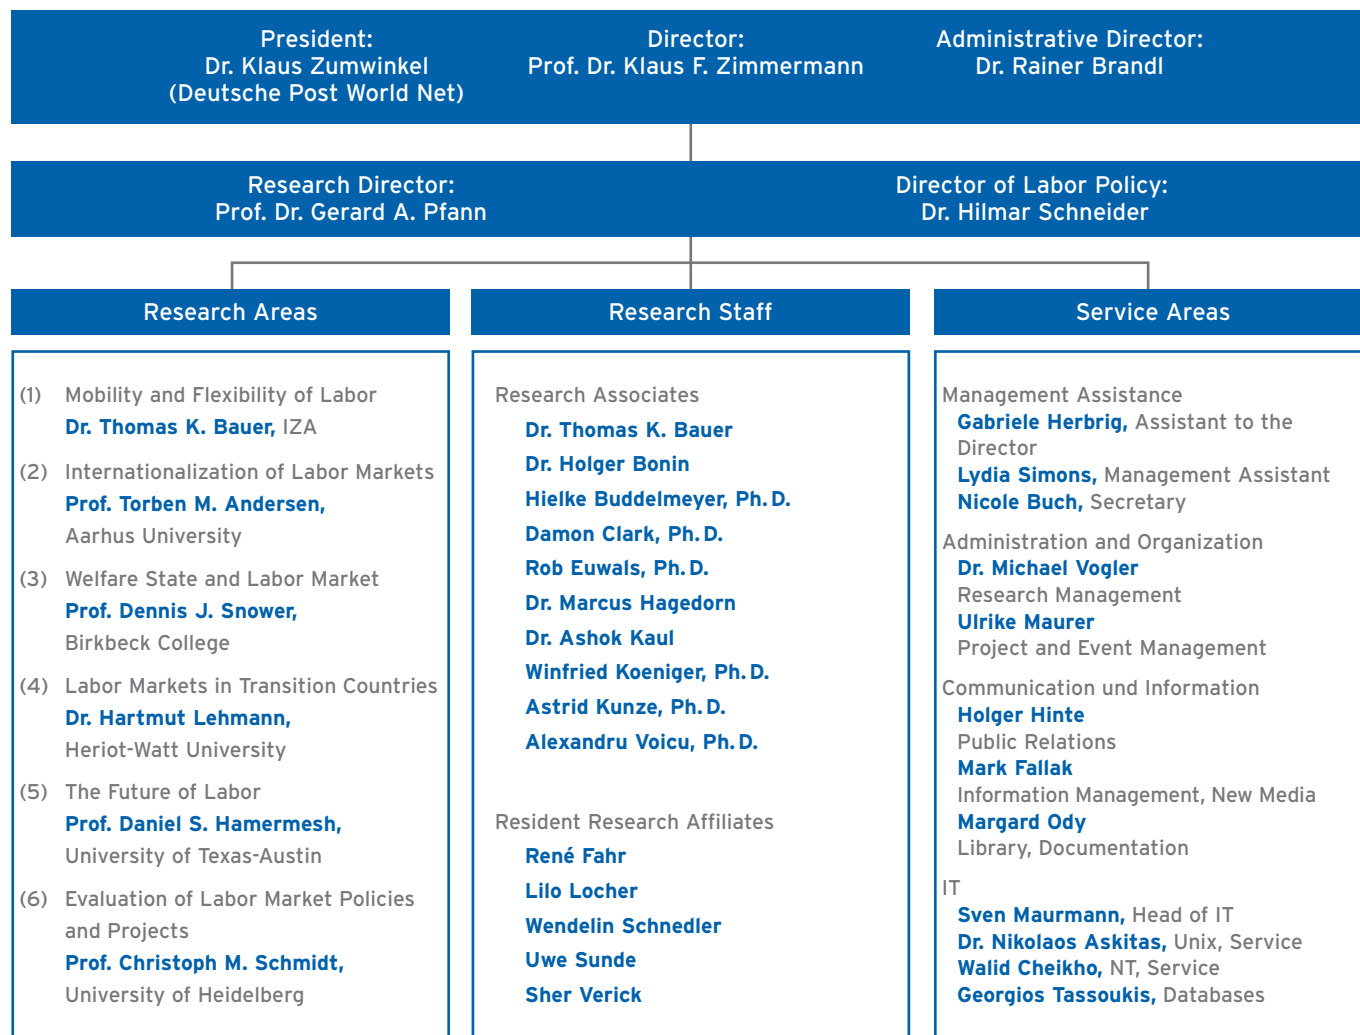 President:
Dr. Klaus Zumwinkel
(Deutsche Post World Net)
Director:
Prof. Dr. Klaus F. Zimmermann
Administrative Director:
Dr. Rainer Brandl
Research Director:
Prof. Dr. Gerard A. Pfann
Director of Labor Policy:
Dr. Hilmar Schneider
Research Areas
(1) Mobility and Flexibility of Labor
Dr. Thomas K. Bauer, IZA
(2) Internationalization of Labor Markets
Prof. Torben M. Andersen,
Aarhus University
(3) Welfare State and Labor Market
Prof. Dennis J. Snower,
Birkbeck College
(4) Labor Markets in Transition Countries
Dr. Hartmut Lehmann,
Heriot-Watt University
(5) The Future of Labor
Prof. Daniel S. Hamermesh,
University of Texas-Austin
(6) Evaluation of Labor Market Policies
and Projects
Prof. Christoph M. Schmidt,
University of Heidelberg
Research Staff
Research Associates
Dr. Thomas K. Bauer
Dr. Holger Bonin
Hielke Buddelmeyer, Ph. D.
Damon Clark, Ph. D.
Rob Euwals, Ph. D.
Dr. Marcus Hagedorn
Dr. Ashok Kaul
Winfried Koeniger, Ph. D.
Astrid Kunze, Ph. D.
Alexandru Voicu, Ph. D.
Resident Research Affiliates
René Fahr
Lilo Locher
Wendelin Schnedler
Uwe Sunde
Sher Verick
Service Areas
Management Assistance
Gabriele Herbrig, Assistant to the
Director
Lydia Simons, Management Assistant
Nicole Buch, Secretary
Administration and Organization
Dr. Michael Vogler
Research Management
Ulrike Maurer
Project and Event Management
Communication und Information
Holger Hinte
Public Relations
Mark Fallak
Information Management, New Media
Margard Ody
Library, Documentation
IT
Sven Maurmann, Head of IT
Dr. Nikolaos Askitas, Unix, Service
Walid Cheikho, NT, Service
Georgios Tassoukis, Databases